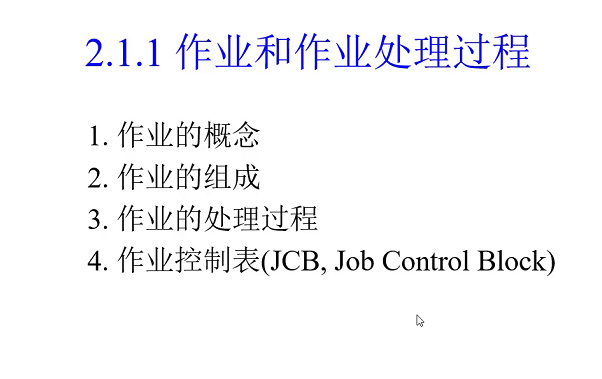 2.1.1 作业和作业处理过程
1. 作业的概念
2. 作业的组成
3. 作业的处理过程
4. 作业控制表(JCB, Job Control Block)